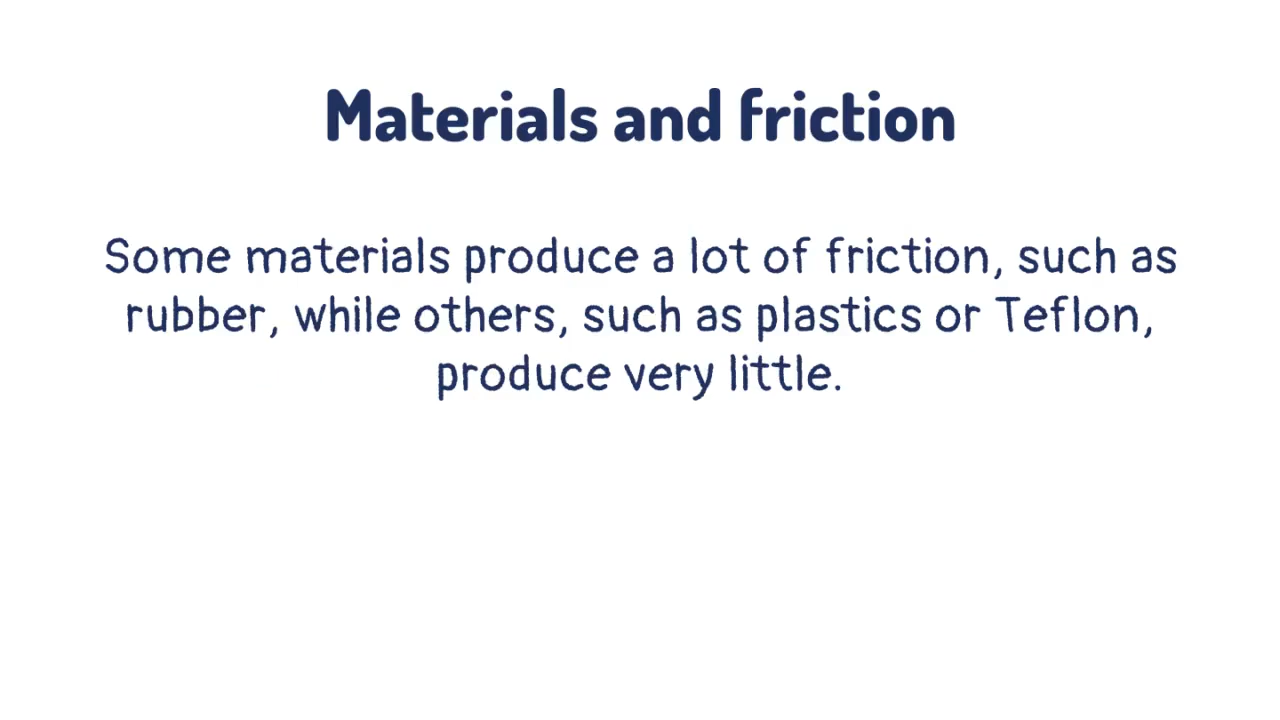 Materials and friction
Some materials produce a lot of friction, such as
rubber, while others, such as plastics or Teflon,
produce very little.